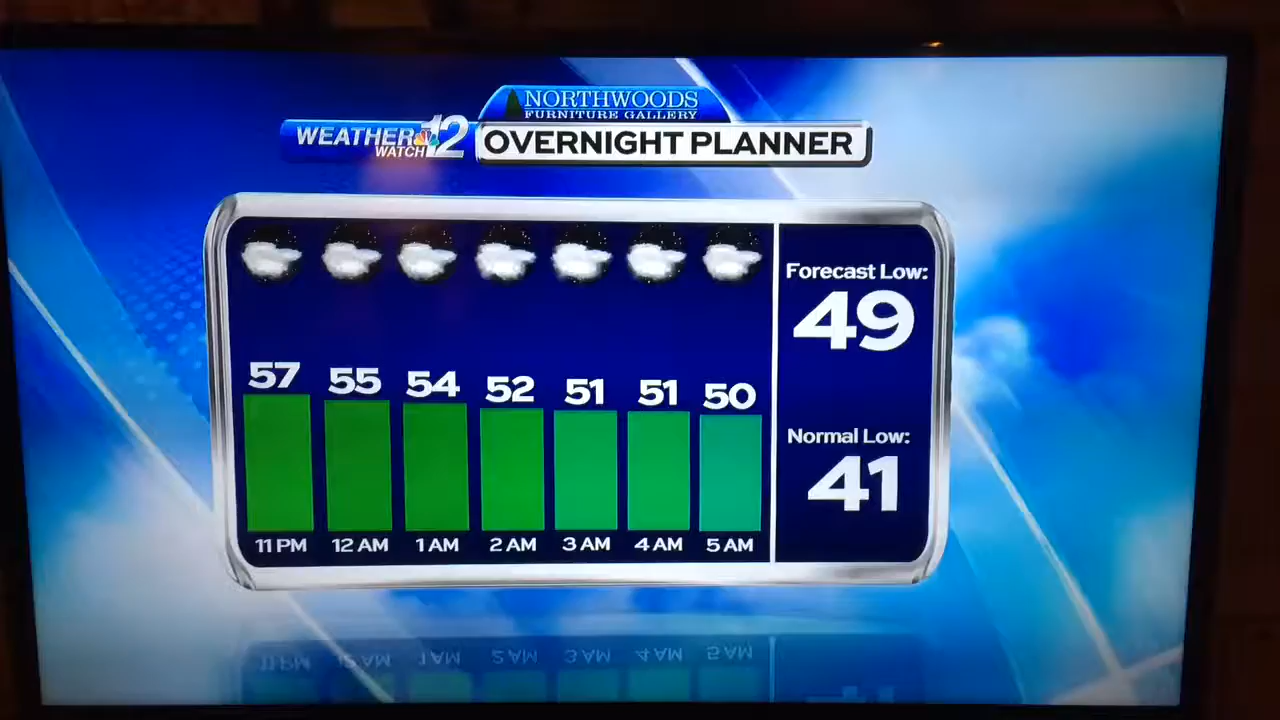 NORTHWOODS
FURNITURE GALLERY
WEATHER
WATCH 12
OVERNIGHT PLANNER
57 55 54 52 51 51 50
11 PM 12 AM 1 AM 2 AM 3 AM 4 AM 5 AM
Forecast Low:
49
Normal Low:
41